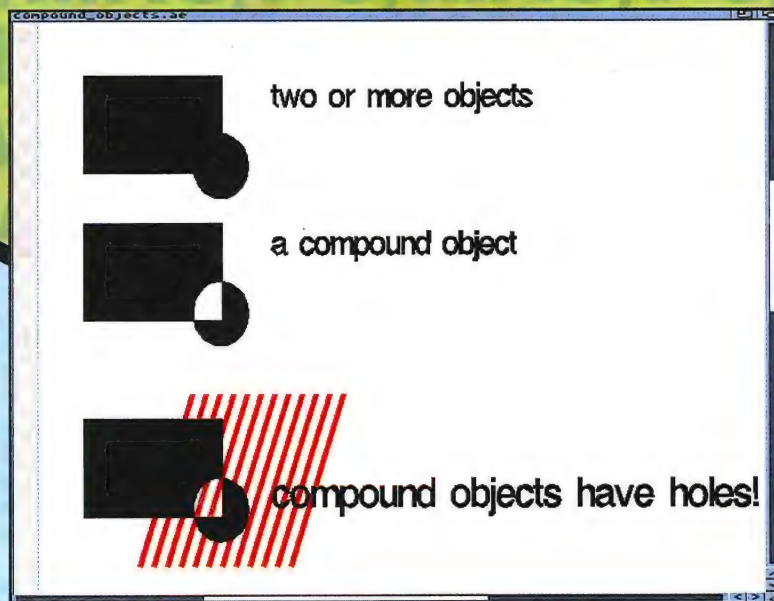 compound_objects.ae
two or more objects
a compound object
compound objects have holes!